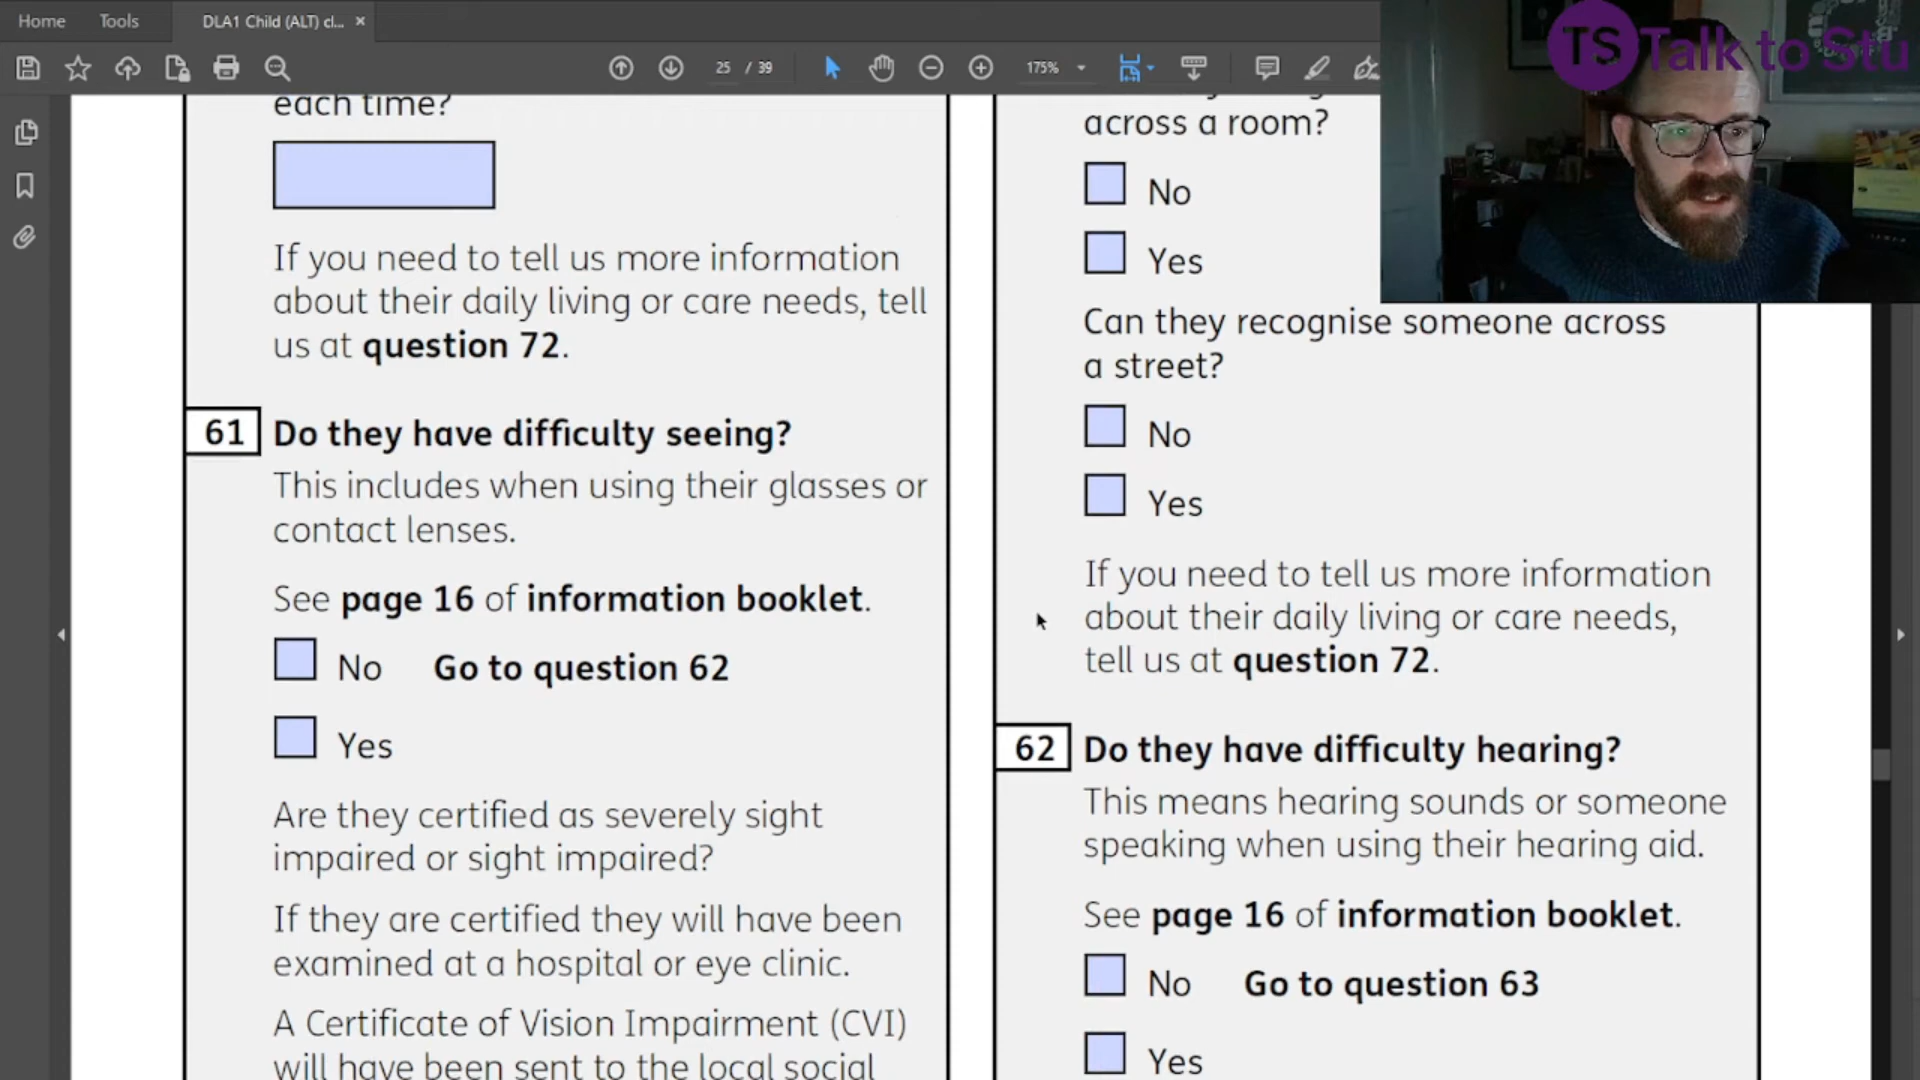 Home
Tools
DLA1 Child (ALT) cl...
25 / 39
175%
TS Talk to Stu
each time?
If you need to tell us more information
about their daily living or care needs, tell
us at question 72.
61 Do they have difficulty seeing?
This includes when using their glasses or
contact lenses.
See page 16 of information booklet.
No Go to question 62
Yes
Are they certified as severely sight
impaired or sight impaired?
If they are certified they will have been
examined at a hospital or eye clinic.
A Certificate of Vision Impairment (CVI)
will have been sent to the local social
across a room?
No
Yes
Can they recognise someone across
a street?
No
Yes
If you need to tell us more information
about their daily living or care needs,
tell us at question 72.
62 Do they have difficulty hearing?
This means hearing sounds or someone
speaking when using their hearing aid.
See page 16 of information booklet.
No Go to question 63
Yes